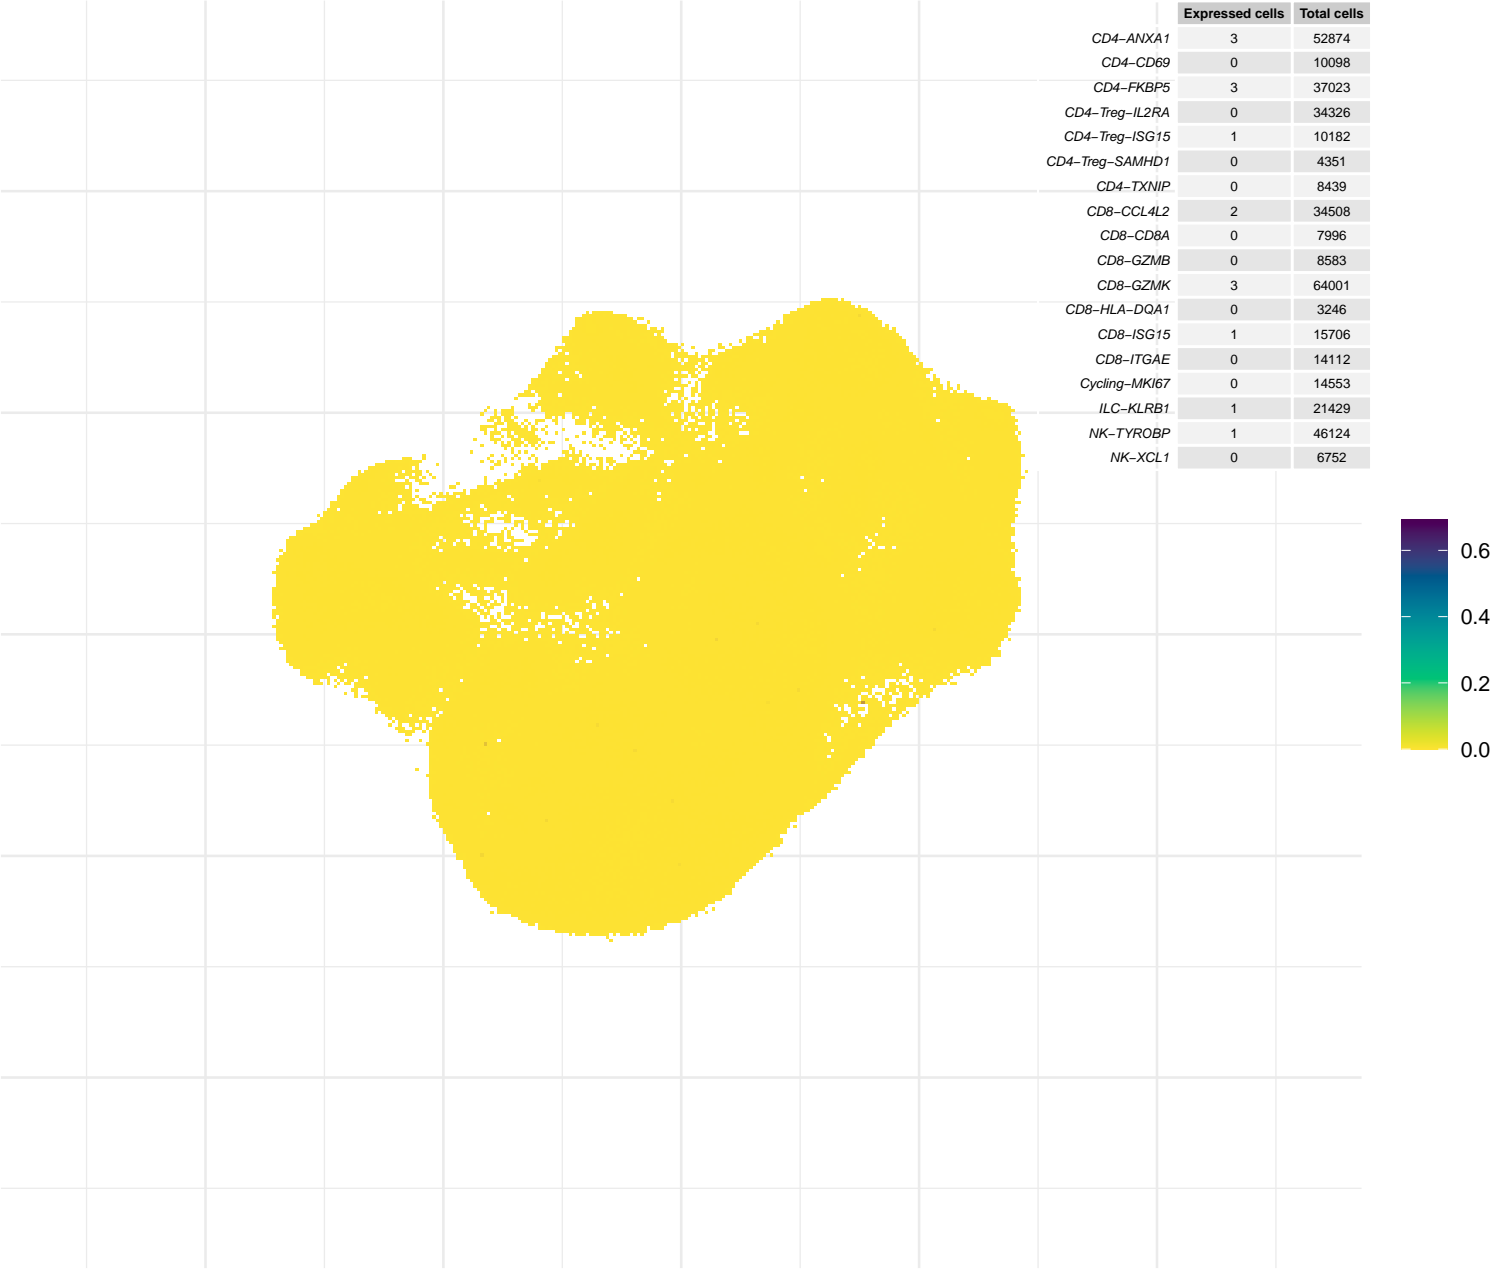 Expressed cells Total cells
CD4−ANXA1 3 52874
CD4−CD69 0 10098
CD4−FKBP5 3 37023
CD4−Treg−IL2RA 0 34326
CD4−Treg−ISG15 1 10182
CD4−Treg−SAMHD1 0 4351
CD4−TXNIP 0 8439
CD8−CCL4L2 2 34508
CD8−CD8A 0 7996
CD8−GZMB 0 8583
CD8−GZMK 3 64001
CD8−HLA−DQA1 0 3246
CD8−ISG15 1 15706
CD8−ITGAE 0 14112
Cycling−MKI67 0 14553
ILC−KLRB1 1 21429
NK−TYROBP 1 46124
NK−XCL1 0 6752
0.6
0.4
0.2
0.0